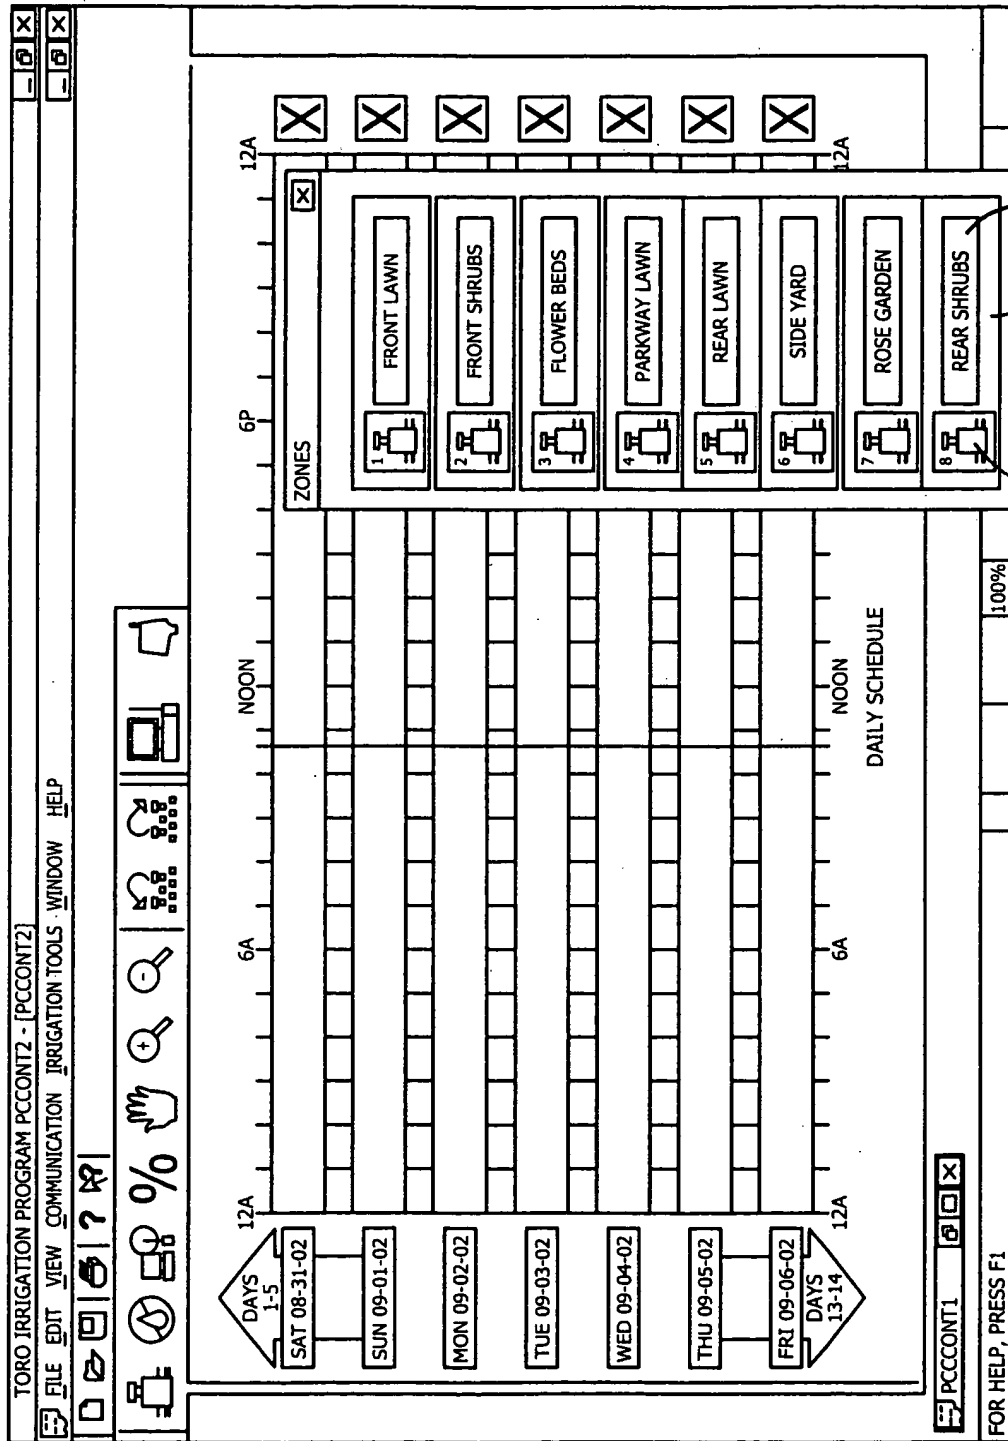 TORO IRRIGATION PROGRAM PCCONT2 - [PCCONT2]
FILE EDIT VIEW COMMUNICATION IRRIGATION TOOLS WINDOW HELP
?
%
12A 6A NOON 6P 12A
DAYS
1-5
SAT 08-31-02
SUN 09-01-02
MON 09-02-02
TUE 09-03-02
WED 09-04-02
THU 09-05-02
FRI 09-06-02
DAYS
13-14
ZONES
1 FRONT LAWN
2 FRONT SHRUBS
3 FLOWER BEDS
4 PARKWAY LAWN
5 REAR LAWN
6 SIDE YARD
7 ROSE GARDEN
8 REAR SHRUBS
12A 6A NOON 12A
DAILY SCHEDULE
PCCCONT1
FOR HELP, PRESS F1
100%